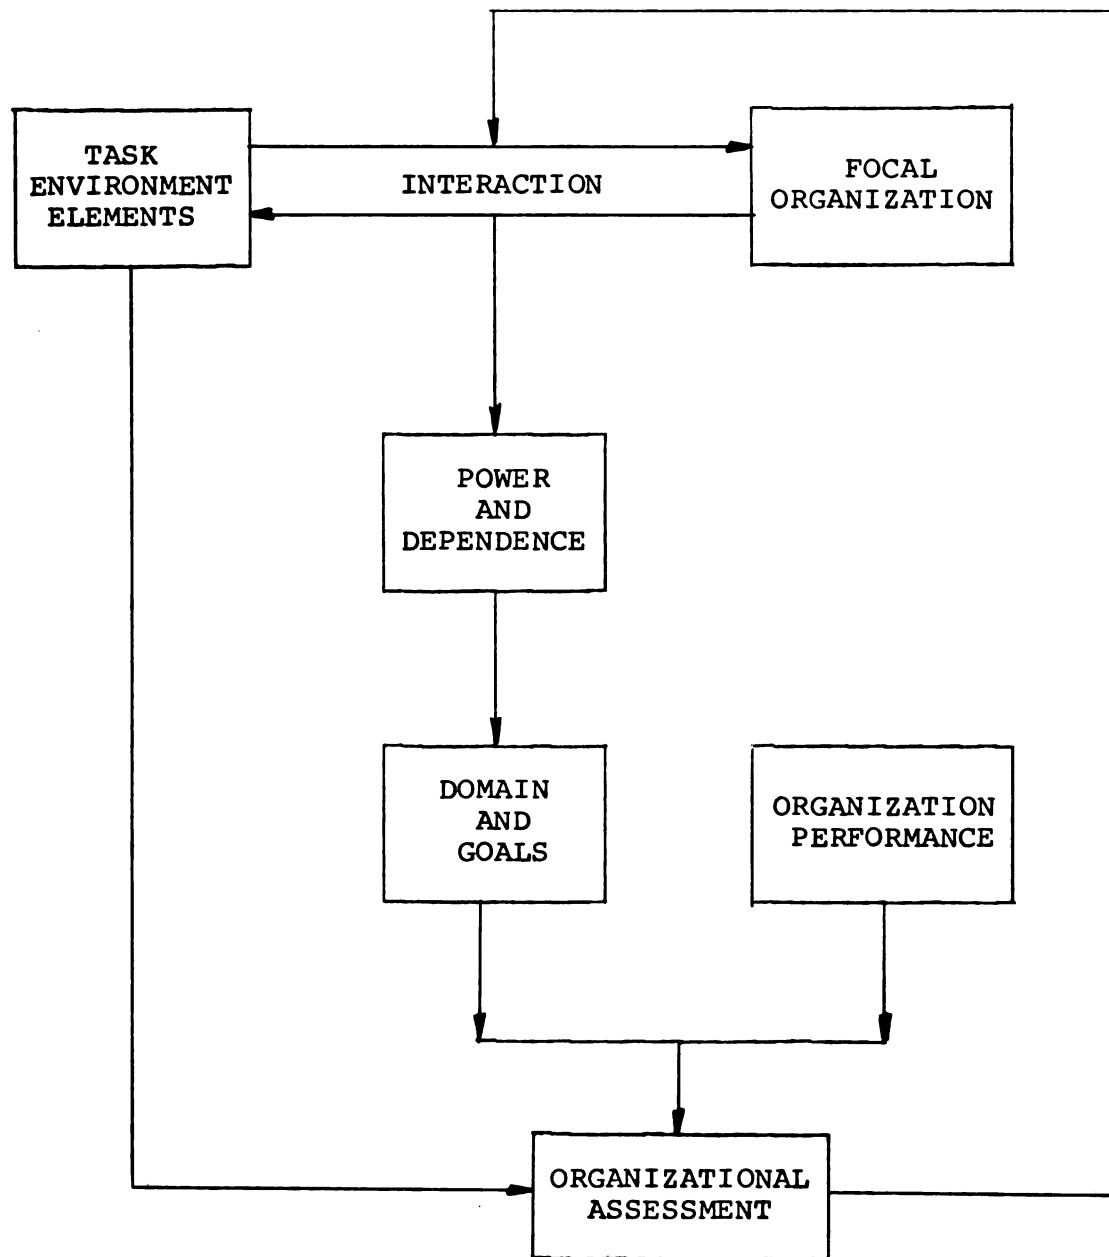 TASK
ENVIRONMENT
ELEMENTS
INTERACTION
FOCAL
ORGANIZATION
POWER
AND
DEPENDENCE
DOMAIN
AND
GOALS
ORGANIZATION
PERFORMANCE
ORGANIZATIONAL
ASSESSMENT